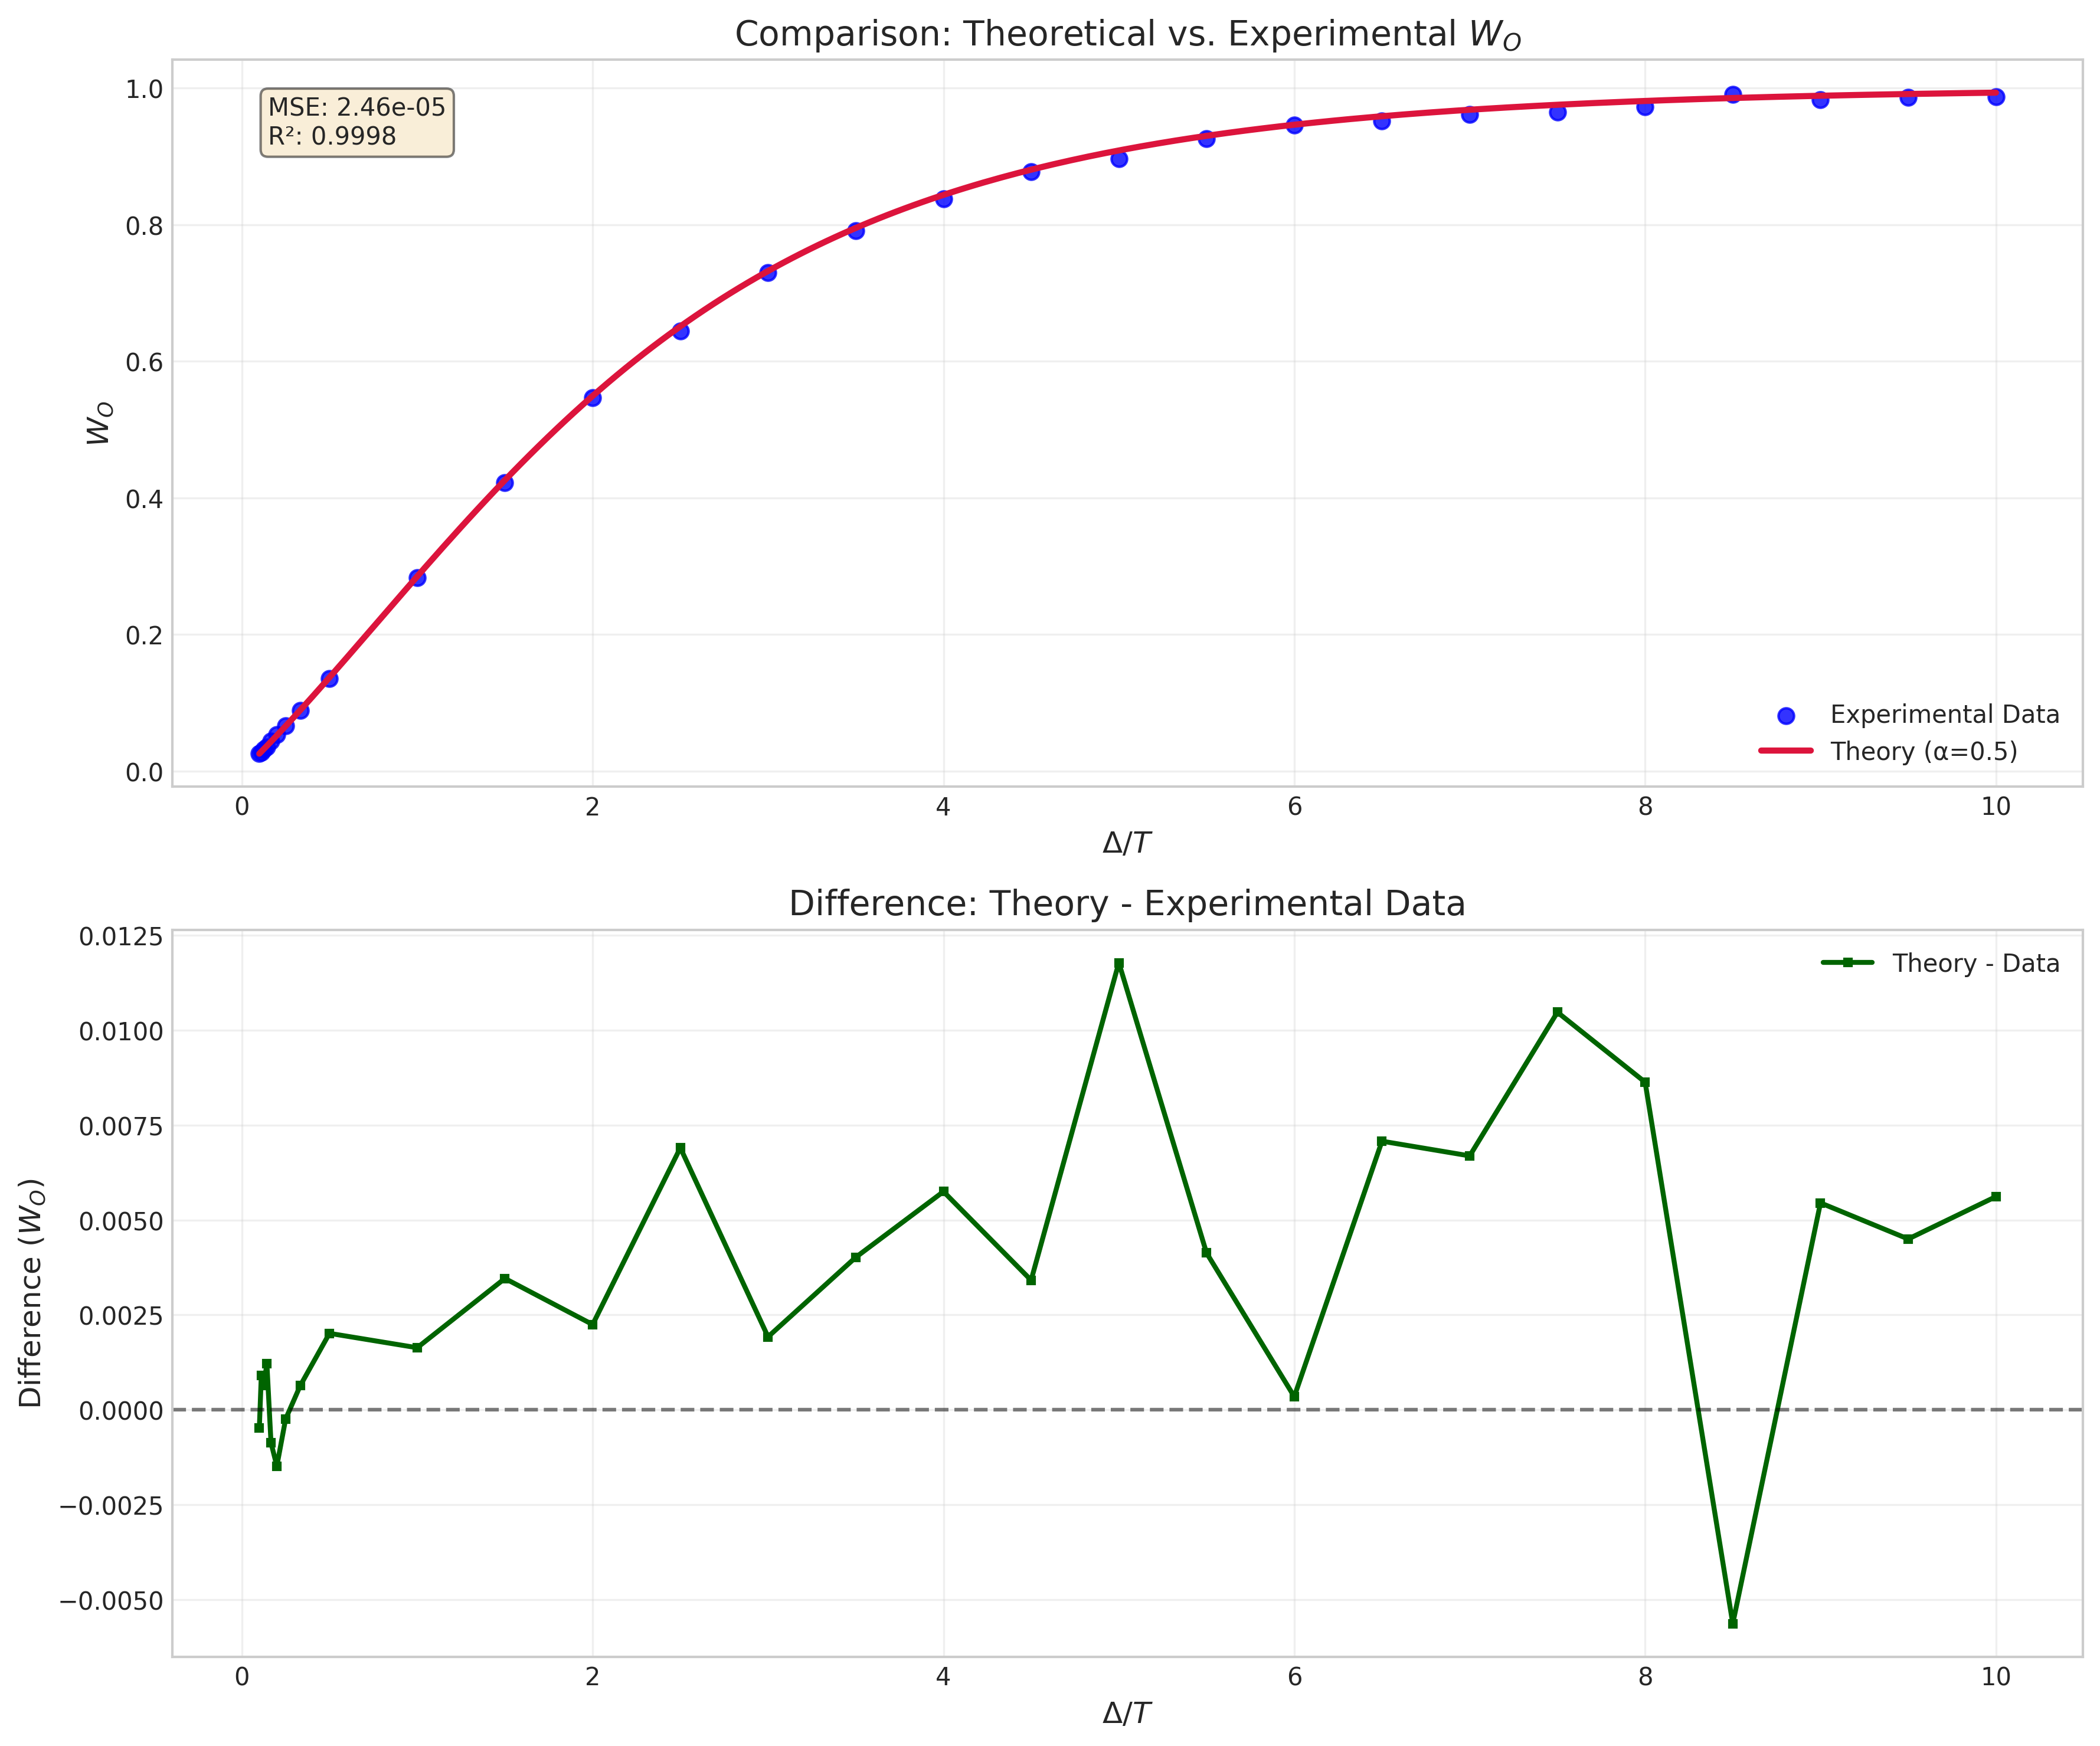 Comparison: Theoretical vs. Experimental W_O
MSE: 2.46e-05
R²: 0.9998
1.0
0.8
0.6
0.4
0.2
0.0
W_O
Experimental Data
Theory (α=0.5)
0 2 4 6 8 10
Δ/T
Difference: Theory - Experimental Data
Theory - Data
0.0125
0.0100
0.0075
0.0050
0.0025
0.0000
−0.0025
−0.0050
Difference (W_O)
0 2 4 6 8 10
Δ/T